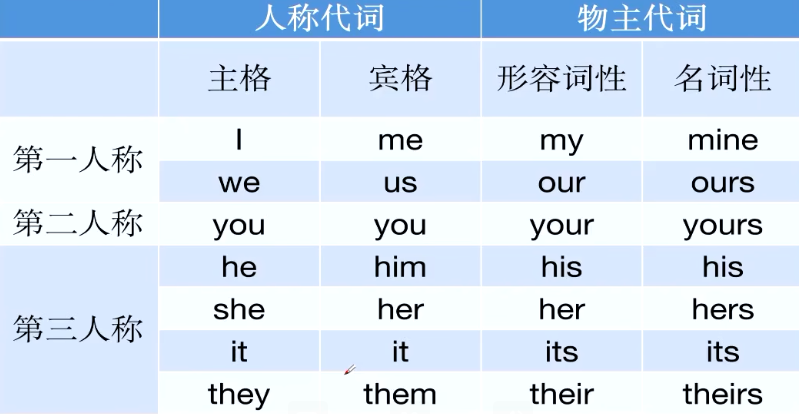 人称代词 物主代词
主格 宾格 形容词性 名词性
第一人称 I me my mine
we us our ours
第二人称 you you your yours
第三人称 he him his his
she her her hers
it it its its
they them their theirs